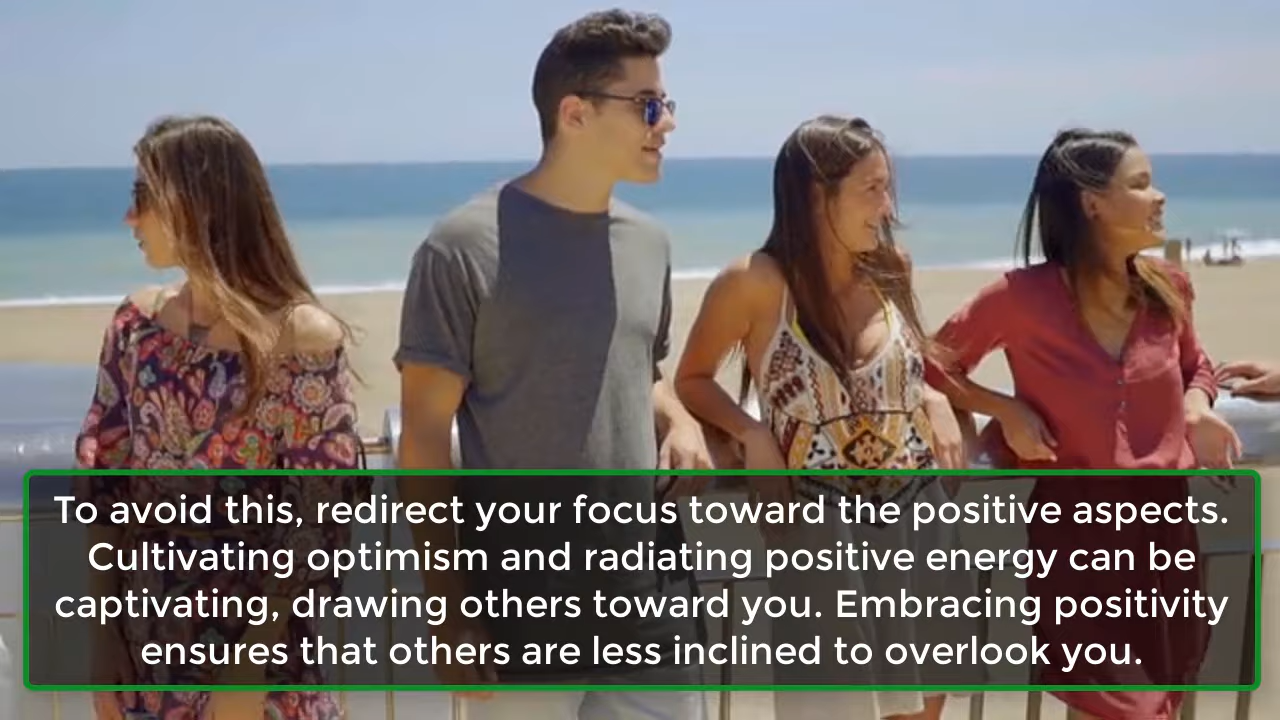 To avoid this, redirect your focus toward the positive aspects.
Cultivating optimism and radiating positive energy can be
captivating, drawing others toward you. Embracing positivity
ensures that others are less inclined to overlook you.